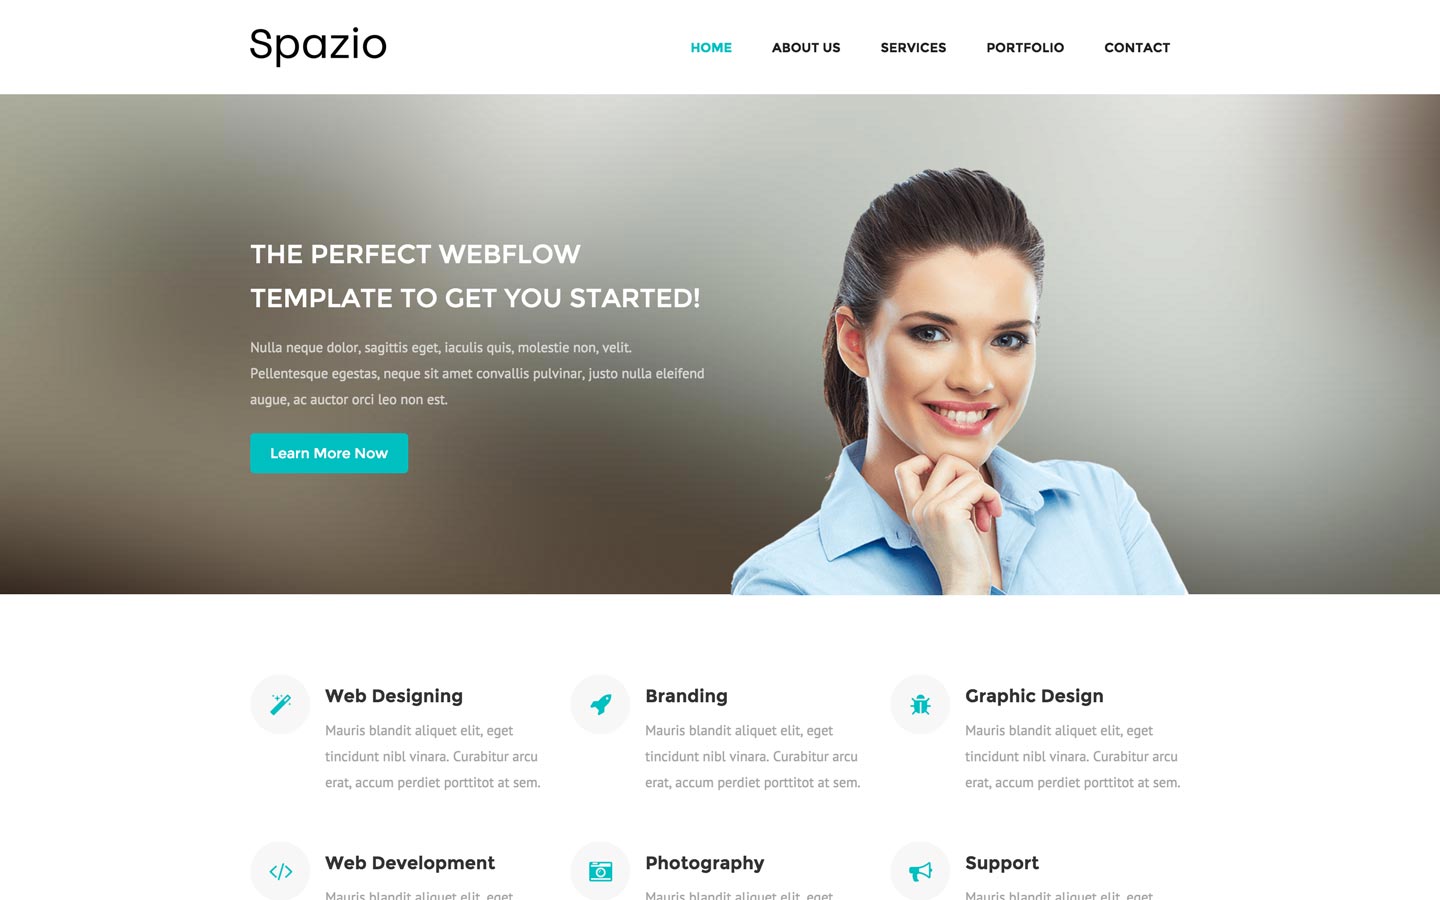 Spazio
HOME ABOUT US SERVICES PORTFOLIO CONTACT
THE PERFECT WEBFLOW
TEMPLATE TO GET YOU STARTED!
Nulla neque dolor, sagittis eget, iaculis quis, molestie non, velit.
Pellentesque egestas, neque sit amet convallis pulvinar, justo nulla eleifend
augue, ac auctor orci leo non est.
Learn More Now
Web Designing
Mauris blandit aliquet elit, eget
tincidunt nibl vinara. Curabitur arcu
erat, accum perdiet porttitot at sem.
Branding
Mauris blandit aliquet elit, eget
tincidunt nibl vinara. Curabitur arcu
erat, accum perdiet porttitot at sem.
Graphic Design
Mauris blandit aliquet elit, eget
tincidunt nibl vinara. Curabitur arcu
erat, accum perdiet porttitot at sem.
Web Development
Mauris blandit aliquet elit, eget
Photography
Mauris blandit aliquet elit, eget
Support
Mauris blandit aliquet elit, eget